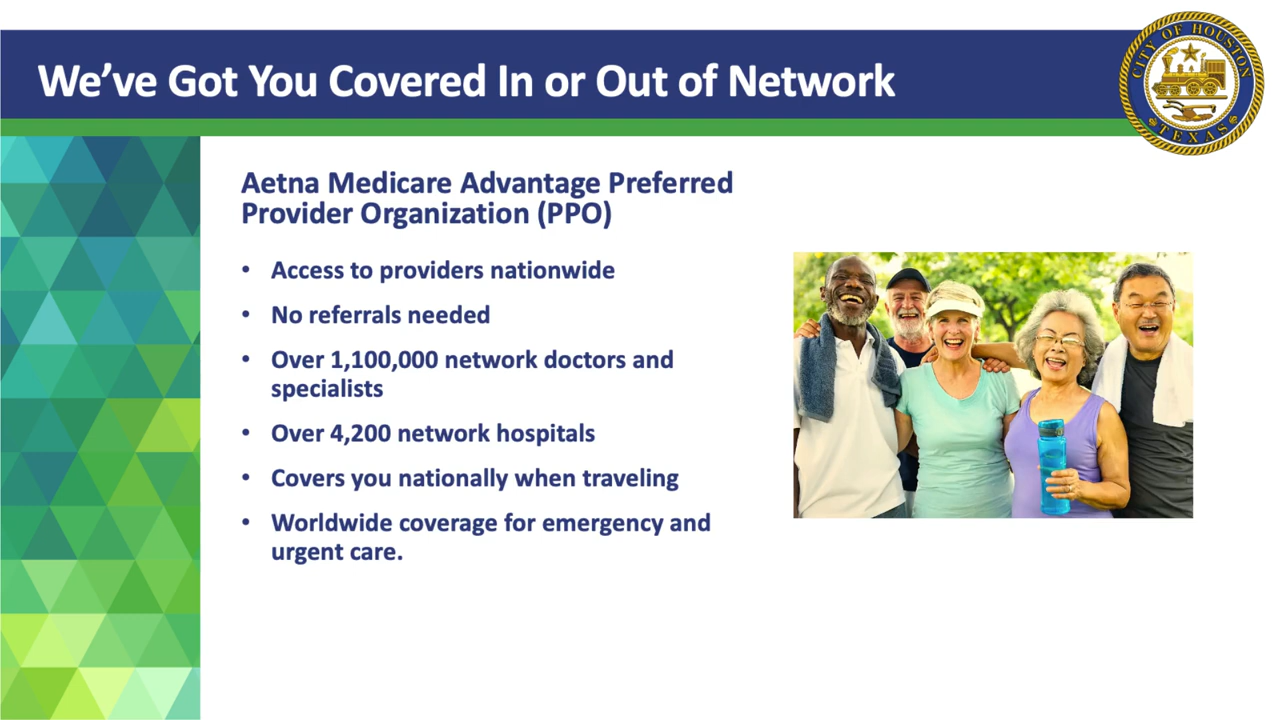 We've Got You Covered In or Out of Network
CITY OF HOUSTON
TEXAS
Aetna Medicare Advantage Preferred
Provider Organization (PPO)
• Access to providers nationwide
• No referrals needed
• Over 1,100,000 network doctors and
specialists
• Over 4,200 network hospitals
• Covers you nationally when traveling
• Worldwide coverage for emergency and
urgent care.